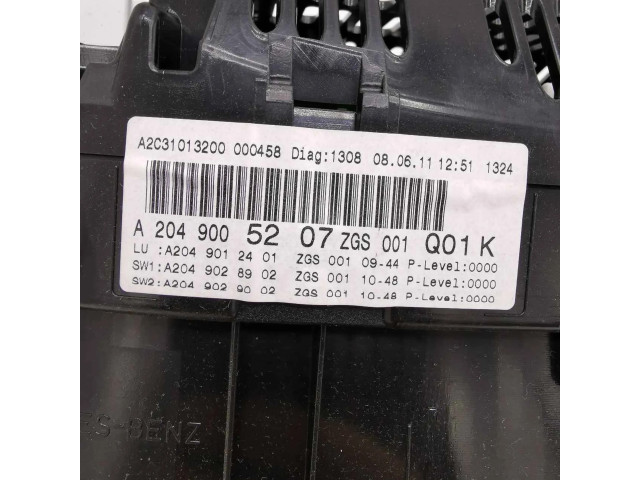 A2C31013200 000458 Diag:1308 08.06.11 12:51 1324
A 204 900 52 07 ZGS 001 Q01 K
LU :A204 901 24 01 ZGS 001 09-44 P-Level:0000
SW1:A204 902 89 02 ZGS 001 10-48 P-Level:0000
SW2:A204 902 90 02 ZGS 001 10-48 P-Level:0000
S-BENZ